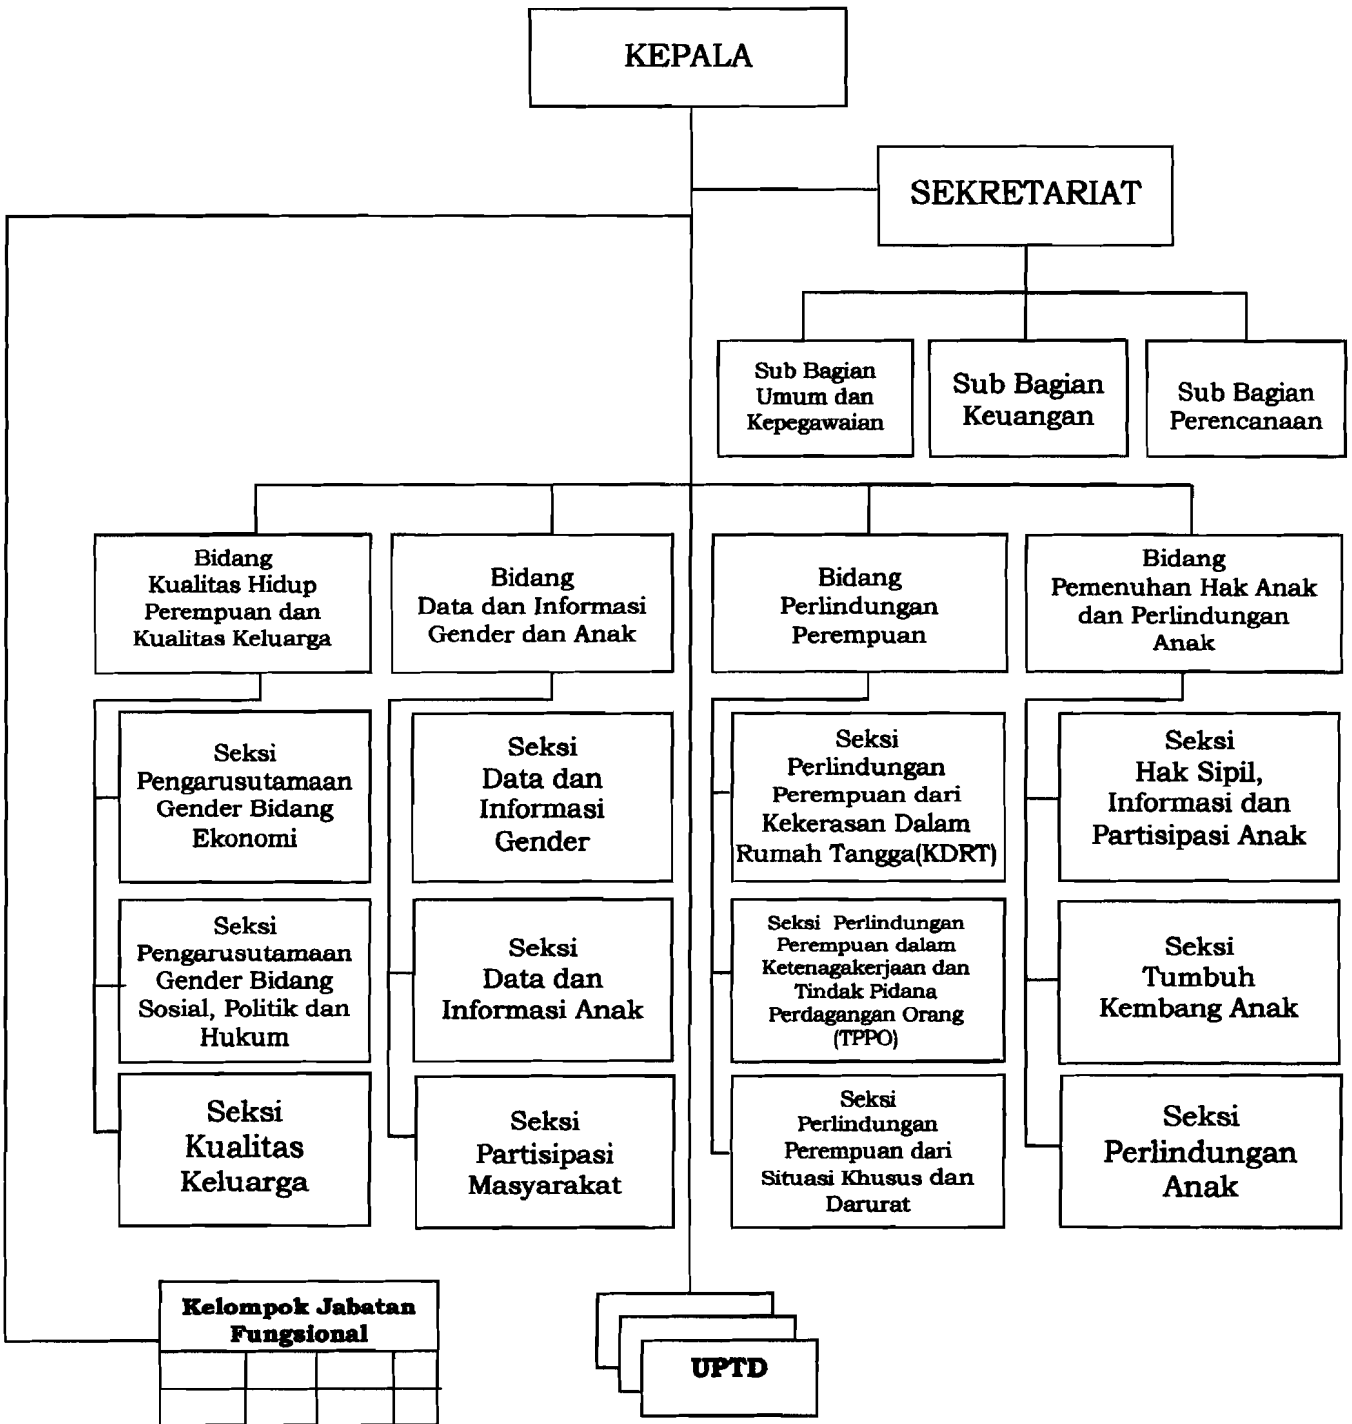 KEPALA
SEKRETARIAT
Sub Bagian
Umum dan
Kepegawaian
Sub Bagian
Keuangan
Sub Bagian
Perencanaan
Bidang
Kualitas Hidup
Perempuan dan
Kualitas Keluarga
Bidang
Data dan Informasi
Gender dan Anak
Bidang
Perlindungan
Perempuan
Bidang
Pemenuhan Hak Anak
dan Perlindungan
Anak
Seksi
Pengarusutamaan
Gender Bidang
Ekonomi
Seksi
Data dan
Informasi
Gender
Seksi
Perlindungan
Perempuan dari
Kekerasan Dalam
Rumah Tangga(KDRT)
Seksi
Hak Sipil,
Informasi dan
Partisipasi Anak
Seksi
Pengarusutamaan
Gender Bidang
Sosial, Politik dan
Hukum
Seksi
Data dan
Informasi Anak
Seksi Perlindungan
Perempuan dalam
Ketenagakerjaan dan
Tindak Pidana
Perdagangan Orang
(TPPO)
Seksi
Tumbuh
Kembang Anak
Seksi
Kualitas
Keluarga
Seksi
Partisipasi
Masyarakat
Seksi
Perlindungan
Perempuan dari
Situasi Khusus dan
Darurat
Seksi
Perlindungan
Anak
Kelompok Jabatan
Fungsional
UPTD